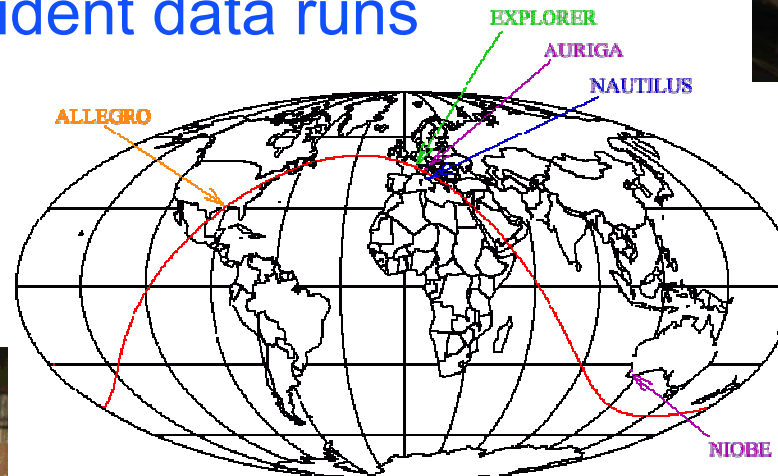 ident data runs
EXPLORER
AURIGA
NAUTILUS
ALLEGRO
NIOBE